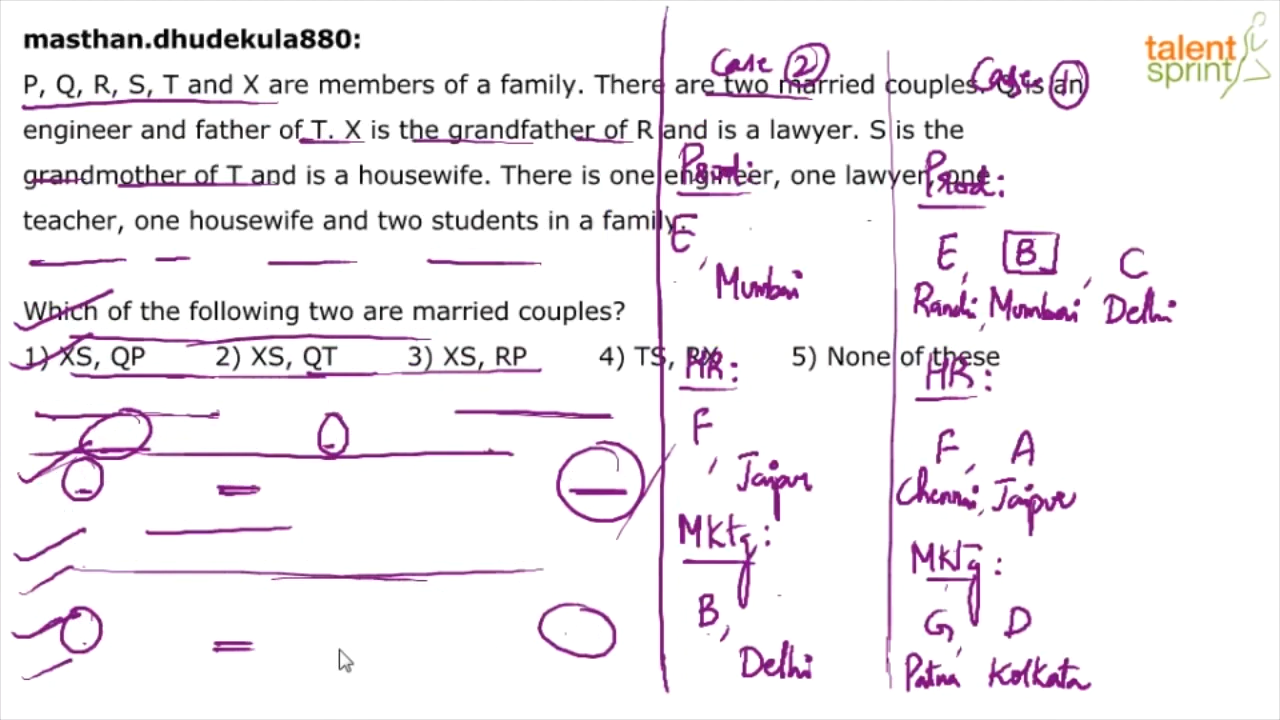 masthan.dhudekula880:
P, Q, R, S, T and X are members of a family. There are two married couples. Q is an
engineer and father of T. X is the grandfather of R and is a lawyer. S is the
grandmother of T and is a housewife. There is one engineer, one lawyer, one
teacher, one housewife and two students in a family.
Which of the following two are married couples?
1) XS, QP 2) XS, QT 3) XS, RP 4) TS, RX 5) None of these
talent
sprint
Case 2
Prod:
E
, Mumbai
HR:
F
, Jaipur
Mktg:
B,
Delhi
Case 1
Prod:
E, B, C
Ranchi, Mumbai Delhi
HR:
F, A
Chennai, Jaipur
Mktg:
G, D
Patna Kolkata